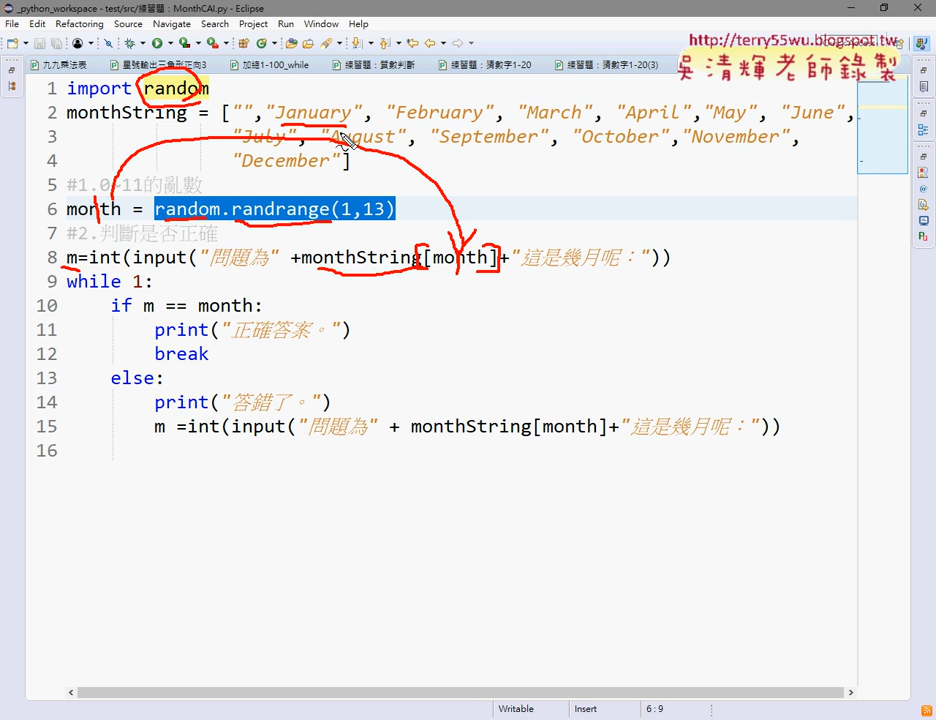 _python_workspace - test/src/練習題：MonthCAI.py - Eclipse
File Edit Refactoring Source Navigate Search Project Run Window Help
http://terry55wu.blogspot.tw
吳清輝老師錄製
九九乘法表 星號輸出三角形正向3 加總1-100_while 練習題：質數判斷 練習題：猜數字1-20 練習題：猜數字1-20(3)
1 import random
2 monthString = ["","January", "February", "March", "April","May", "June",
3 "July", "August", "September", "October","November",
4 "December"]
5 #1.0~11的亂數
6 month = random.randrange(1,13)
7 #2.判斷是否正確
8 m=int(input("問題為" +monthString[month]+"這是幾月呢："))
9 while 1:
10 if m == month:
11 print("正確答案。")
12 break
13 else:
14 print("答錯了。")
15 m =int(input("問題為" + monthString[month]+"這是幾月呢："))
16
Writable Insert 6 : 9